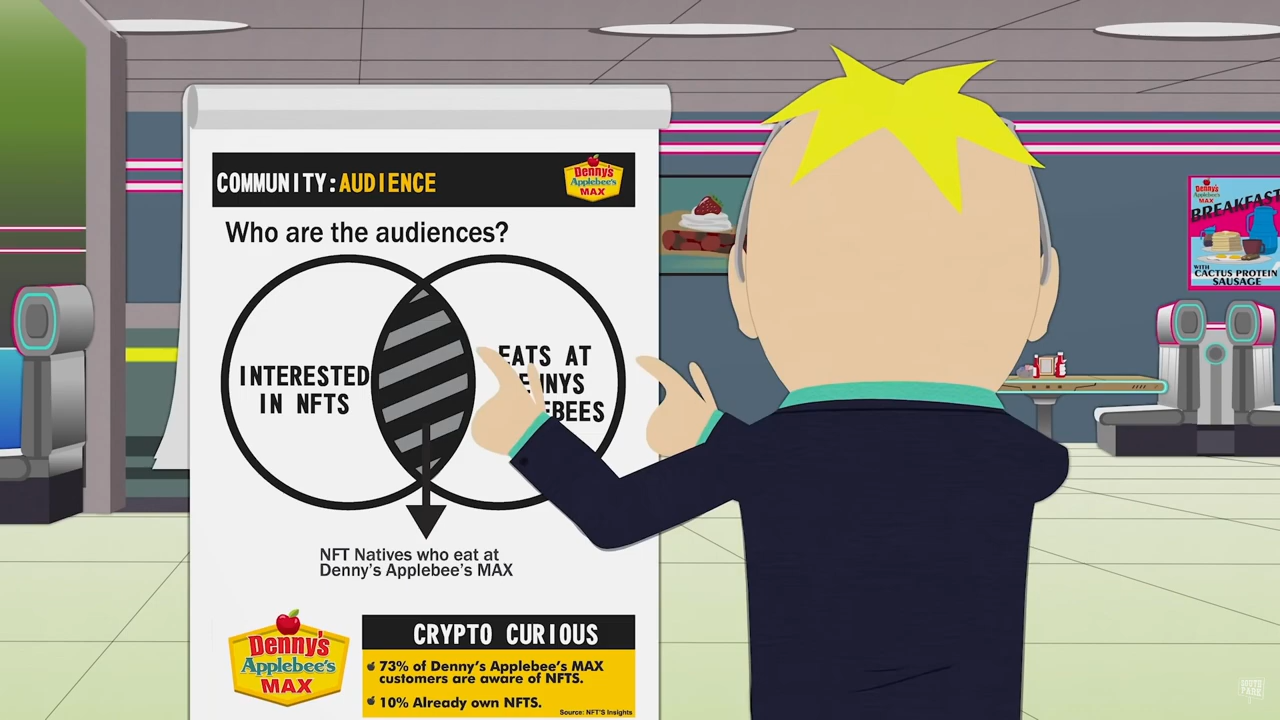 COMMUNITY:AUDIENCE
Denny's
Applebee's
MAX
Who are the audiences?
INTERESTED
IN NFTS
EATS AT
NFT Natives who eat at
Denny's Applebee's MAX
Denny's
Applebee's
MAX
CRYPTO CURIOUS
73% of Denny's Applebee's MAX
customers are aware of NFTS.
10% Already own NFTS.
Source: NFT'S Insights
Denny's
Applebee's
MAX
BREAKFAST
WITH
CACTUS PROTEIN
SAUSAGE
SOUTH
PARK